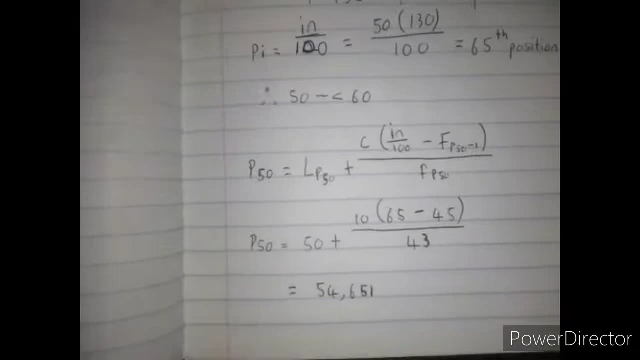 Pi = in/100 = 50 (130)/100 = 65th position
∴ 50 - < 60
P50 = LP50 + c (in/100 - FP50-1)/fP50
P50 = 50 + 10 (65 - 45)/43
= 54,651
PowerDirector